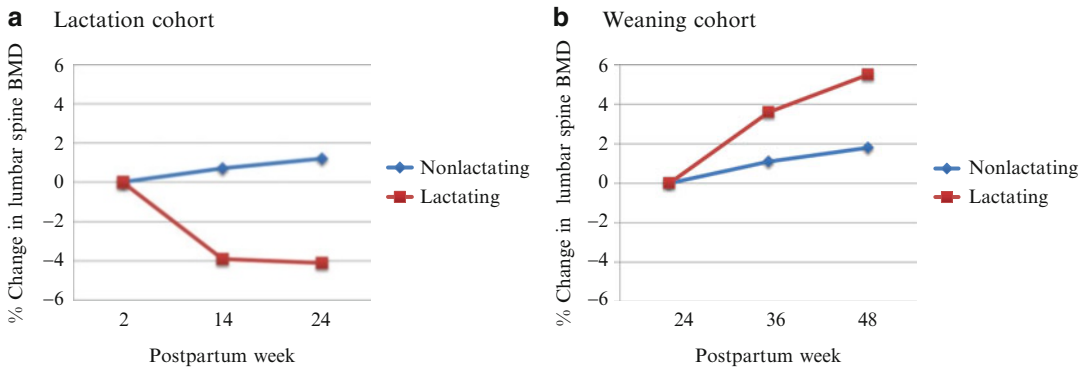 a Lactation cohort
% Change in lumbar spine BMD
6
4
2
0
−2
−4
−6
2 14 24
Postpartum week
Nonlactating
Lactating
b Weaning cohort
% Change in lumbar spine BMD
6
4
2
0
−2
−4
−6
24 36 48
Postpartum week
Nonlactating
Lactating